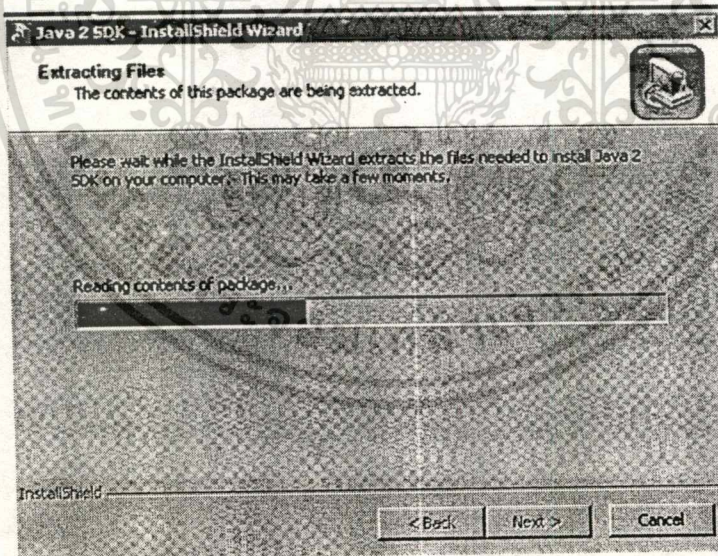 Java 2 SDK - InstallShield Wizard
Extracting Files
The contents of this package are being extracted.
Please wait while the InstallShield Wizard extracts the files needed to install Java 2
SDK on your computer. This may take a few moments.
Reading contents of package...
InstallShield
< Back
Next >
Cancel